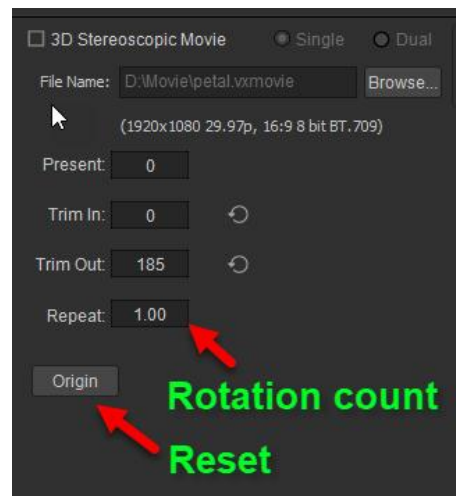 3D Stereoscopic Movie Single Dual
File Name: D:\Movie\petal.vxmovie Browse...
(1920x1080 29.97p, 16:9 8 bit BT.709)
Present: 0
Trim In: 0
Trim Out: 185
Repeat: 1.00
Origin
Rotation count
Reset